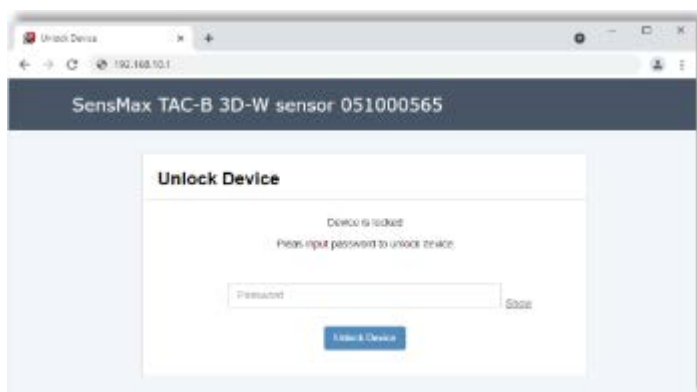 Unlock Device
192.168.10.1
SensMax TAC-B 3D-W sensor 051000565
Unlock Device
Device is locked
Pleas input password to unlock device
Password
Show
Unlock Device